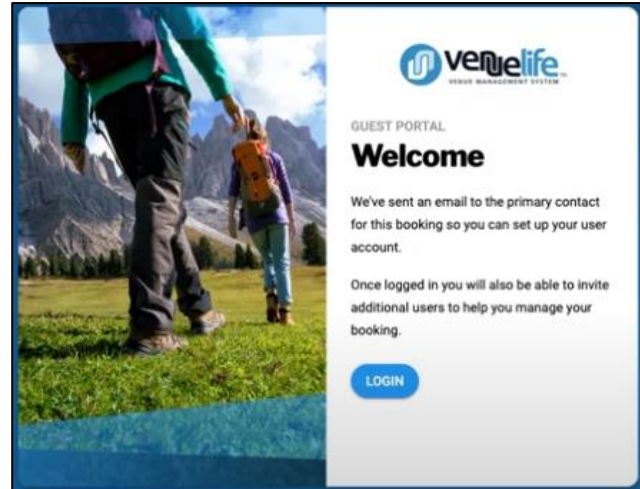 venuelife™
VENUE MANAGEMENT SYSTEM
GUEST PORTAL
Welcome
We've sent an email to the primary contact
for this booking so you can set up your user
account.
Once logged in you will also be able to invite
additional users to help you manage your
booking.
LOGIN